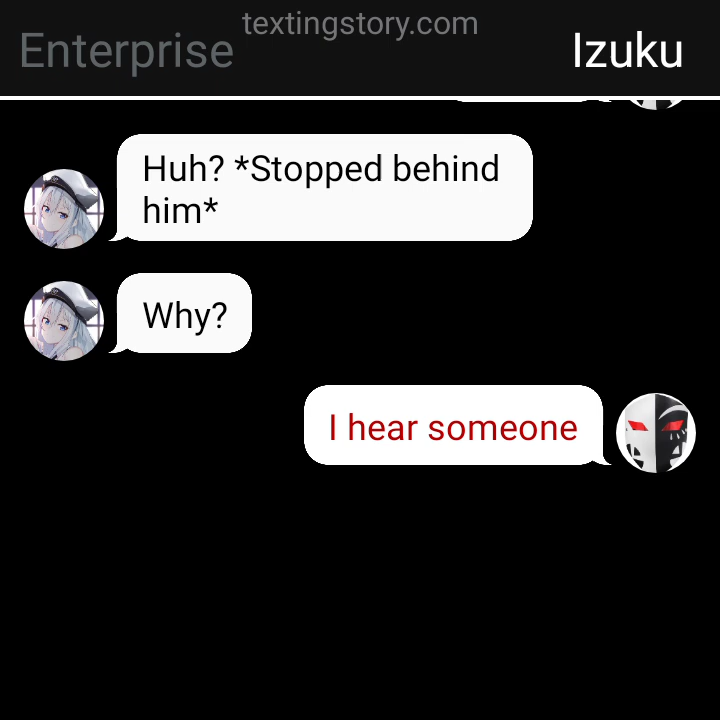 textingstory.com
Enterprise
Izuku
Huh? *Stopped behind
him*
Why?
I hear someone